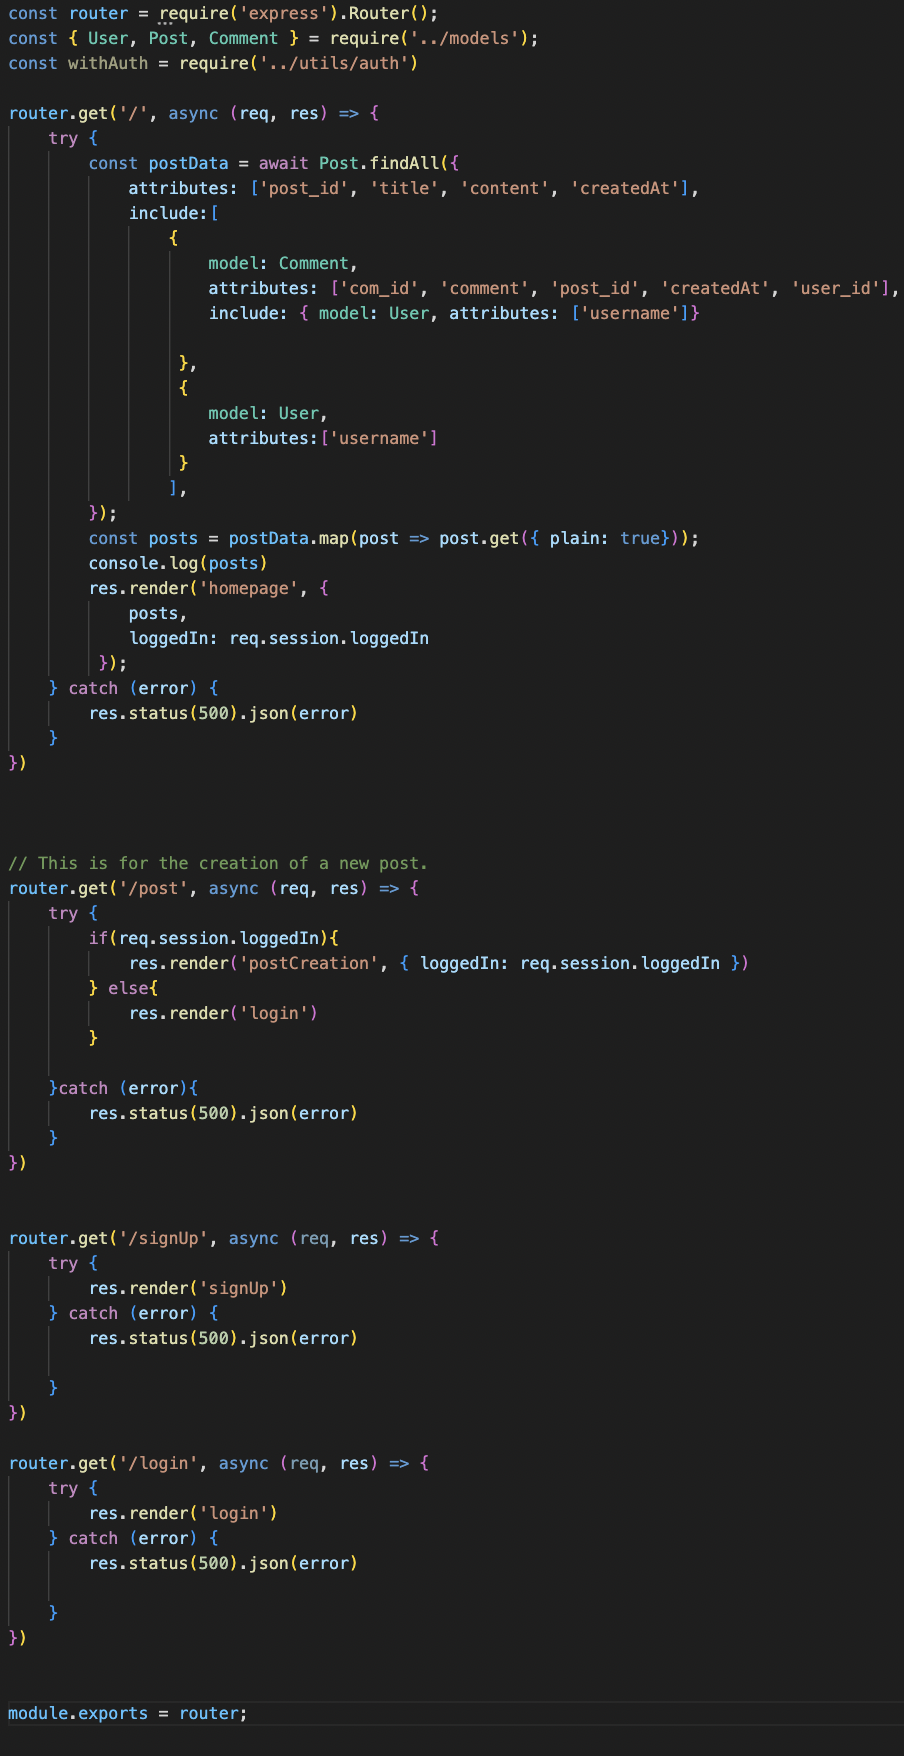 const router = require('express').Router();
const { User, Post, Comment } = require('../models');
const withAuth = require('../utils/auth')
router.get('/', async (req, res) => {
try {
const postData = await Post.findAll({
attributes: ['post_id', 'title', 'content', 'createdAt'],
include:[
{
model: Comment,
attributes: ['com_id', 'comment', 'post_id', 'createdAt', 'user_id'],
include: { model: User, attributes: ['username']}
},
{
model: User,
attributes:['username']
}
],
});
const posts = postData.map(post => post.get({ plain: true}));
console.log(posts)
res.render('homepage', {
posts,
loggedIn: req.session.loggedIn
});
} catch (error) {
res.status(500).json(error)
}
})
// This is for the creation of a new post.
router.get('/post', async (req, res) => {
try {
if(req.session.loggedIn){
res.render('postCreation', { loggedIn: req.session.loggedIn })
} else{
res.render('login')
}
}catch (error){
res.status(500).json(error)
}
})
router.get('/signUp', async (req, res) => {
try {
res.render('signUp')
} catch (error) {
res.status(500).json(error)
}
})
router.get('/login', async (req, res) => {
try {
res.render('login')
} catch (error) {
res.status(500).json(error)
}
})
module.exports = router;